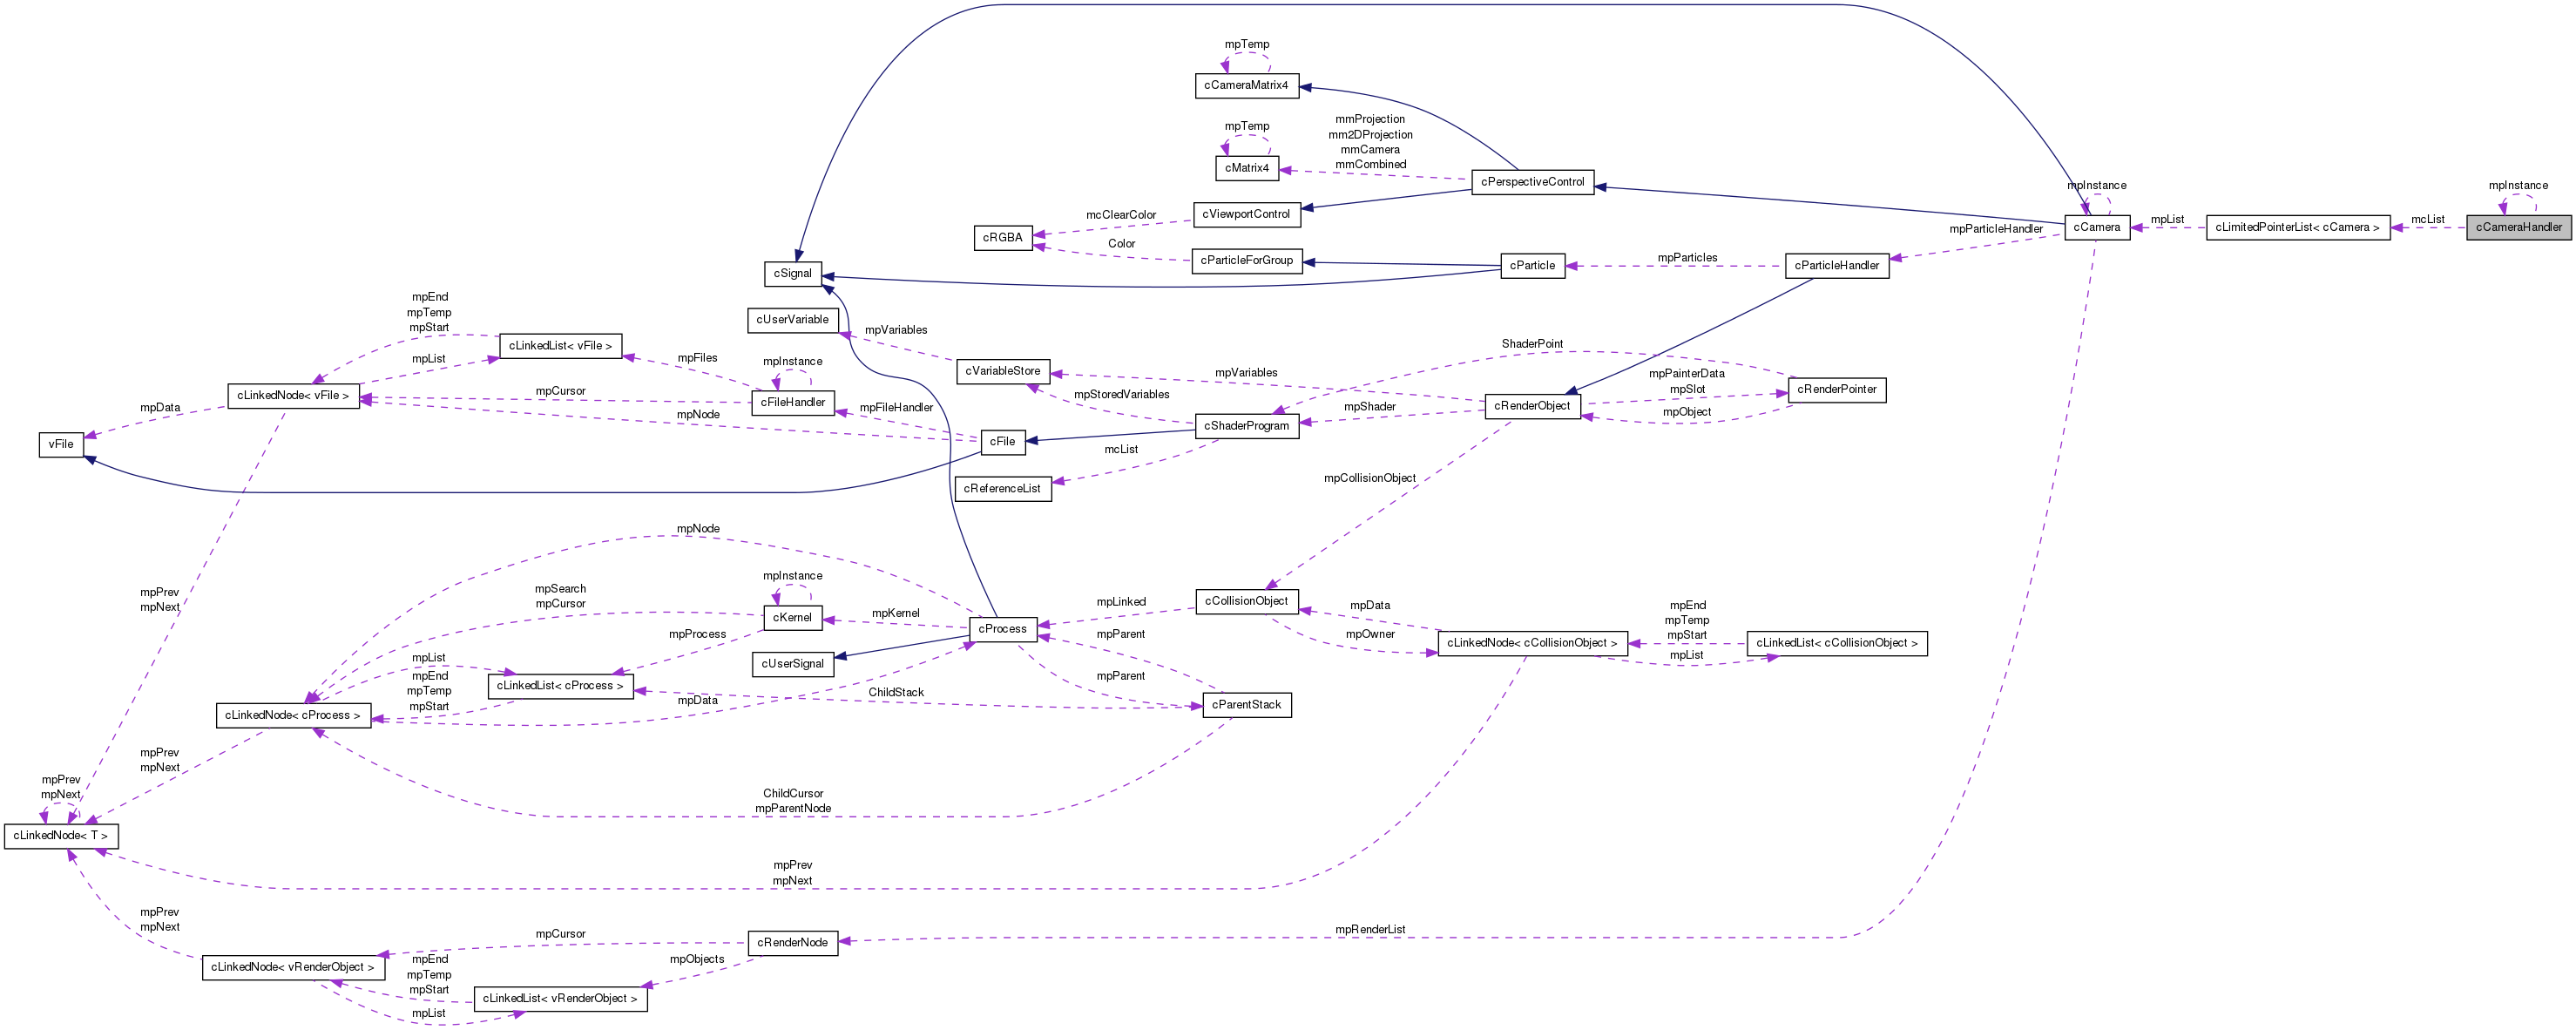 mpTemp
cCameraMatrix4
mmProjection
mm2DProjection
mmCamera
mmCombined
mpTemp
cMatrix4
cPerspectiveControl
mpInstance
mpInstance
cViewportControl
mcClearColor
cRGBA
Color
cParticleForGroup
cCamera
mpList
cLimitedPointerList< cCamera >
mcList
cCameraHandler
mpParticleHandler
cSignal
cParticle
mpParticles
cParticleHandler
cUserVariable
mpVariables
mpEnd
mpTemp
mpStart
cLinkedList< vFile >
mpList
mpFiles
mpInstance
cVariableStore
ShaderPoint
mpVariables
mpPainterData
mpSlot
cRenderPointer
cLinkedNode< vFile >
mpCursor
cFileHandler
mpStoredVariables
cRenderObject
mpData
mpNode
mpFileHandler
mpShader
mpObject
vFile
cFile
cShaderProgram
mcList
cReferenceList
mpCollisionObject
mpNode
mpPrev
mpNext
mpSearch
mpCursor
mpInstance
cKernel
mpKernel
cProcess
mpLinked
cCollisionObject
mpData
mpEnd
mpTemp
mpStart
mpProcess
mpParent
mpOwner
cLinkedNode< cCollisionObject >
mpList
cLinkedList< cCollisionObject >
cUserSignal
mpList
mpEnd
mpTemp
mpStart
cLinkedList< cProcess >
mpParent
ChildStack
mpData
cParentStack
cLinkedNode< cProcess >
mpPrev
mpNext
mpPrev
mpNext
ChildCursor
mpParentNode
cLinkedNode< T >
mpPrev
mpNext
mpPrev
mpNext
mpCursor
cRenderNode
mpRenderList
cLinkedNode< vRenderObject >
mpEnd
mpTemp
mpStart
mpObjects
cLinkedList< vRenderObject >
mpList